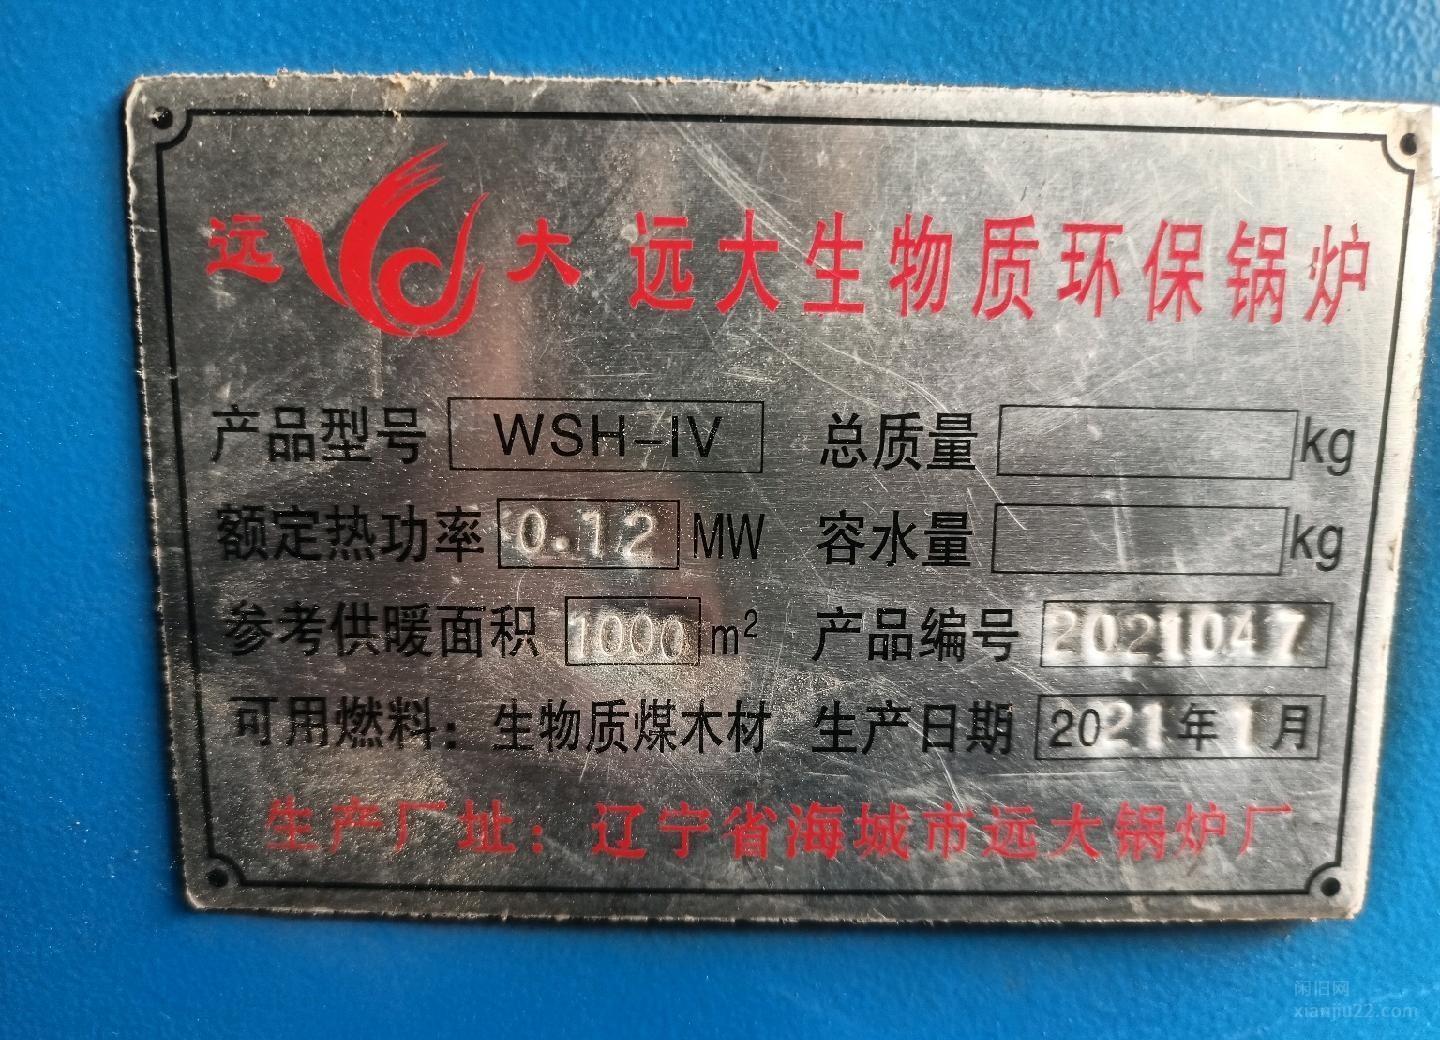 远大 远大生物质环保锅炉
产品型号 WSH-IV 总质量 kg
额定热功率 0.12 MW 容水量 kg
参考供暖面积 1000 m² 产品编号 2021047
可用燃料：生物质煤木材 生产日期 2021年1月
生产厂址：辽宁省海城市远大锅炉厂
闲旧网
xianjiu22.com